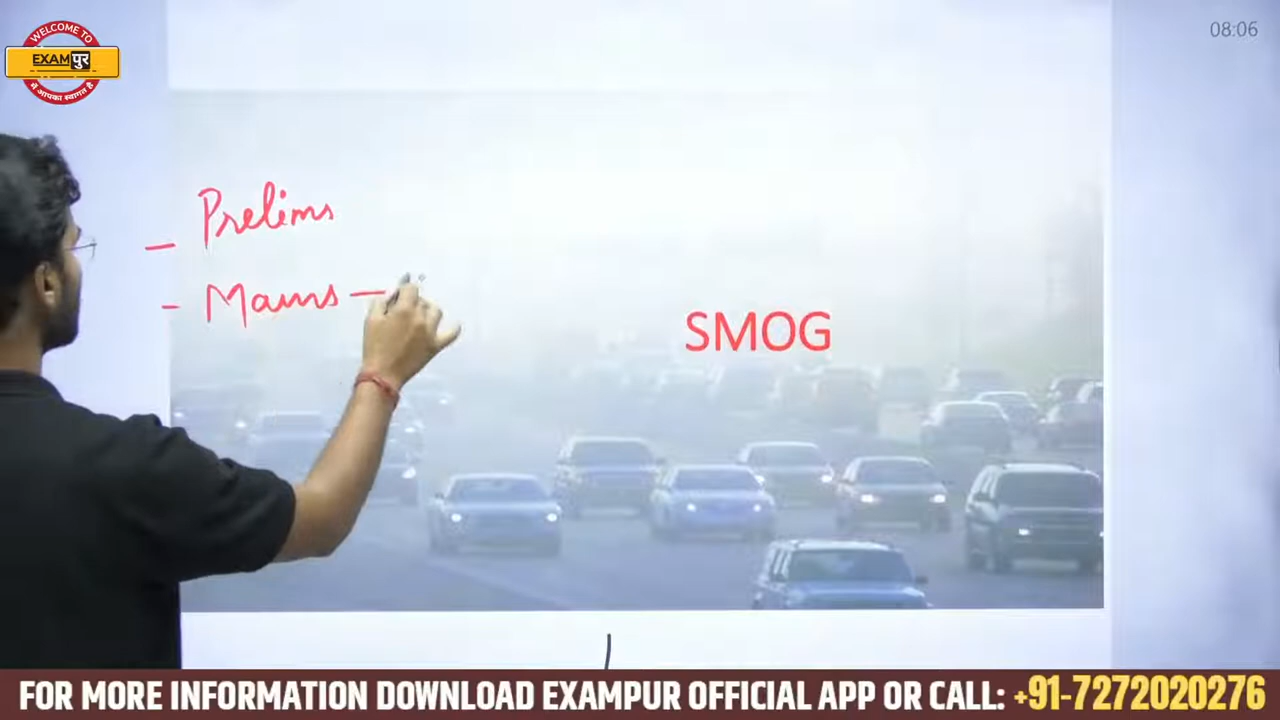 WELCOME TO
EXAMपुर
में आपका स्वागत है
08:06
- Prelims
- Mains —
SMOG
FOR MORE INFORMATION DOWNLOAD EXAMPUR OFFICIAL APP OR CALL: +91-7272020276